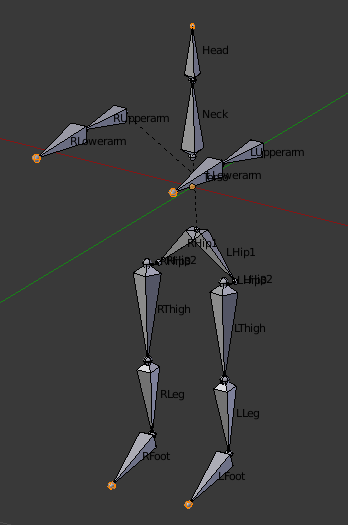 Head
Neck
RUpperarm
RLowerarm
LUpperarm
LLowerarm
RHip1
LHip1
RThigh
LThigh
RLeg
LLeg
RFoot
LFoot